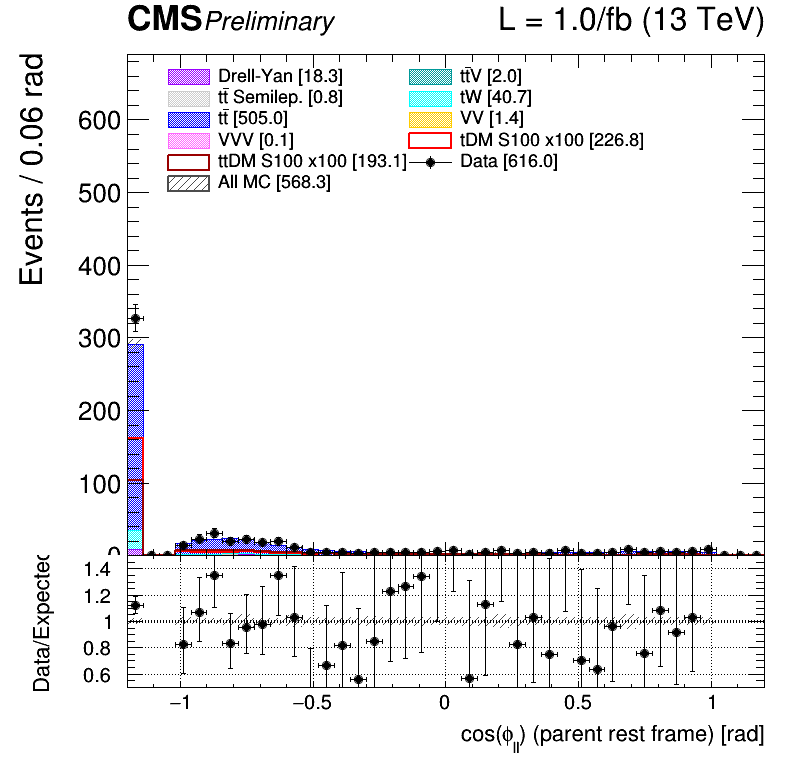 CMS Preliminary L = 1.0/fb (13 TeV)
Events / 0.06 rad
Drell-Yan [18.3]
tt̄V [2.0]
tt̄ Semilep. [0.8]
tW [40.7]
tt̄ [505.0]
VV [1.4]
VVV [0.1]
tDM S100 x100 [226.8]
ttDM S100 x100 [193.1]
Data [616.0]
All MC [568.3]
600
500
400
300
200
100
0
Data/Expected
1.4
1.2
1
0.8
0.6
−1 −0.5 0 0.5 1
cos(ϕ_ll) (parent rest frame) [rad]